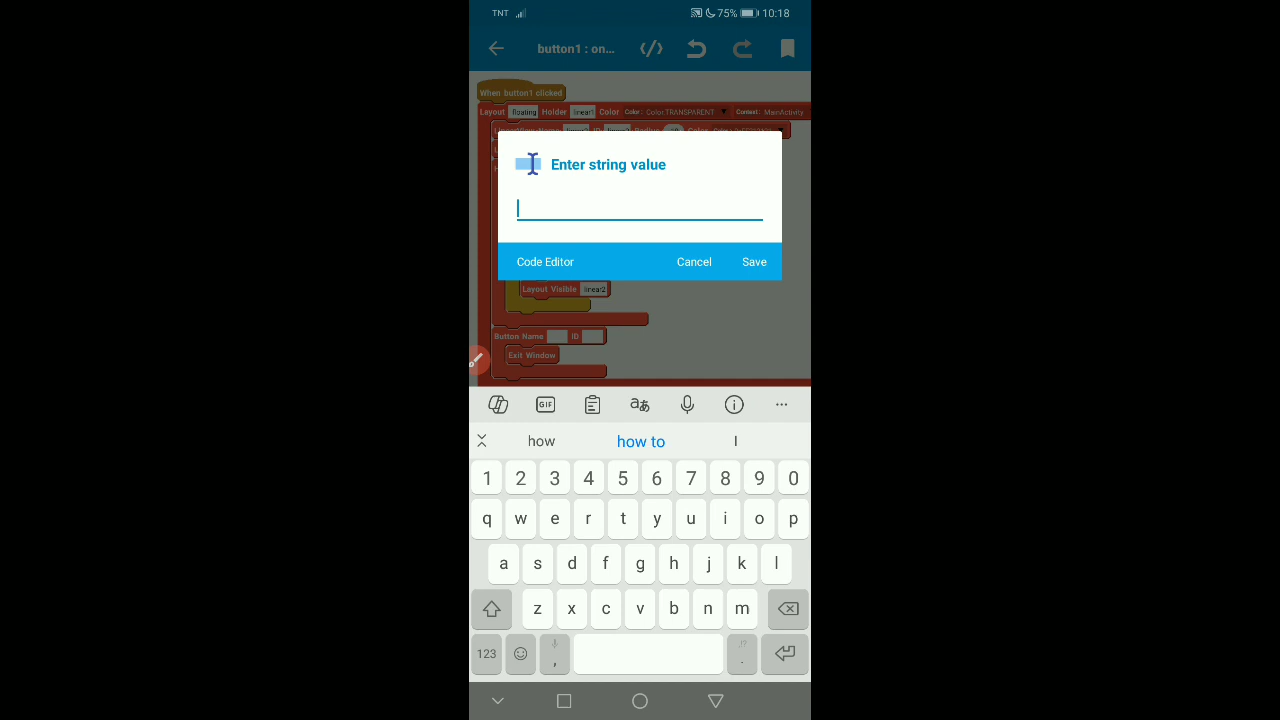 TNT 75% 10:18
button1 : on...
When button1 clicked
Layout floating Holder linear1 Color Color : Color.TRANSPARENT Context : MainActivity
Enter string value
Code Editor Cancel Save
Layout Visible linear2
Button Name ID
Exit Window
GIF
how how to I
1 2 3 4 5 6 7 8 9 0
q w e r t y u i o p
a s d f g h j k l
z x c v b n m
123 , .